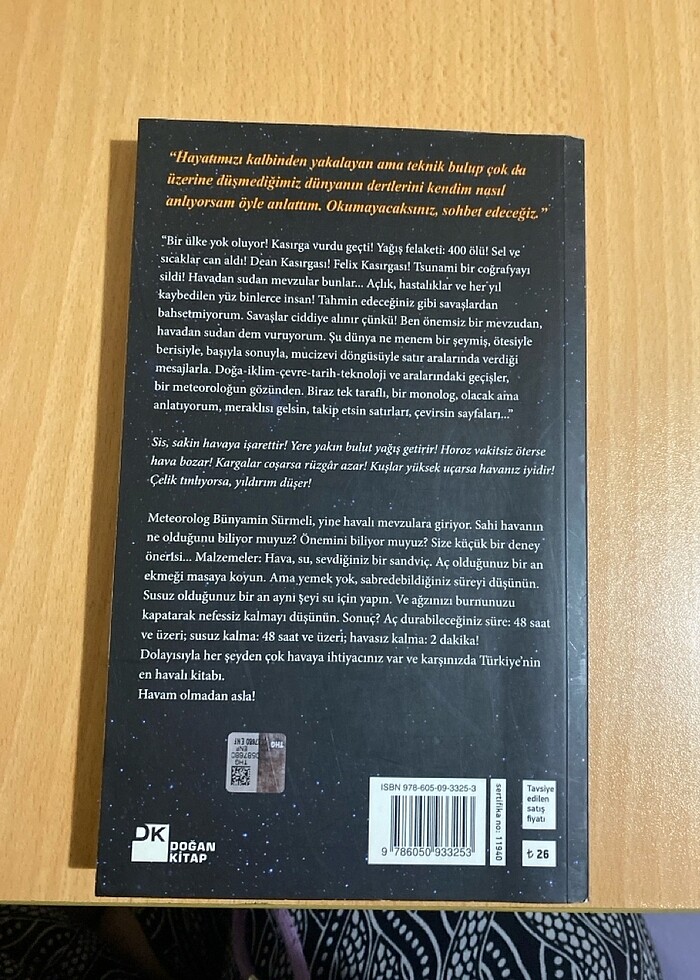 “Hayatımızı kalbinden yakalayan ama teknik bulup çok da
üzerine düşmediğimiz dünyanın dertlerini kendim nasıl
anlıyorsam öyle anlattım. Okumayacaksınız, sohbet edeceğiz.”
“Bir ülke yok oluyor! Kasırga vurdu geçti! Yağış felaketi: 400 ölü! Sel ve
sıcaklar can aldı! Dean Kasırgası! Felix Kasırgası! Tsunami bir coğrafyayı
sildi! Havadan sudan mevzular bunlar... Açlık, hastalıklar ve her yıl
kaybedilen yüz binlerce insan! Tahmin edeceğiniz gibi savaşlardan
bahsetmiyorum. Savaşlar ciddiye alınır çünkü! Ben önemsiz bir mevzudan,
havadan sudan dem vuruyorum. Şu dünya ne menem bir şeymiş, ötesiyle
berisiyle, başıyla sonuyla, mucizevi döngüsüyle satır aralarında verdiği
mesajlarla. Doğa-iklim-çevre-tarih-teknoloji ve aralarındaki geçişler,
bir meteoroloğun gözünden. Biraz tek taraflı, bir monolog, olacak ama
anlatıyorum, meraklısı gelsin, takip etsin satırları, çevirsin sayfaları...”
Sis, sakin havaya işarettir! Yere yakın bulut yağış getirir! Horoz vakitsiz öterse
hava bozar! Kargalar coşarsa rüzgâr azar! Kuşlar yüksek uçarsa havanız iyidir!
Çelik tınlıyorsa, yıldırım düşer!
Meteorolog Bünyamin Sürmeli, yine havalı mevzulara giriyor. Sahi havanın
ne olduğunu biliyor muyuz? Önemini biliyor muyuz? Size küçük bir deney
önerisi... Malzemeler: Hava, su, sevdiğiniz bir sandviç. Aç olduğunuz bir an
ekmeği masaya koyun. Ama yemek yok, sabredebildiğiniz süreyi düşünün.
Susuz olduğunuz bir an aynı şeyi su için yapın. Ve ağzınızı burnunuzu
kapatarak nefessiz kalmayı düşünün. Sonuç? Aç durabileceğiniz süre: 48 saat
ve üzeri; susuz kalma: 48 saat ve üzeri; havasız kalma: 2 dakika!
Dolayısıyla her şeyden çok havaya ihtiyacınız var ve karşınızda Türkiye’nin
en havalı kitabı.
Havam olmadan asla!
THG
ENF
THG
DK
DOĞAN
KİTAP
ISBN 978-605-09-3325-3
9 786050 933253
sertifika no: 11940
Tavsiye
edilen
satış
fiyatı
₺ 26